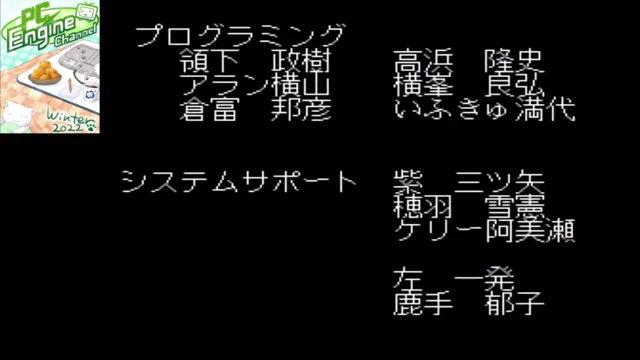 PC
Engine
Channel
Winter
2022
プログラミング
領下　政樹　　高浜　隆史
アラン横山　　横峯　良弘
倉富　邦彦　　いふきゅ満代
システムサポート　紫　三ツ矢
穂羽　雪憲
ケリー阿美瀬
左　一発
鹿手　郁子